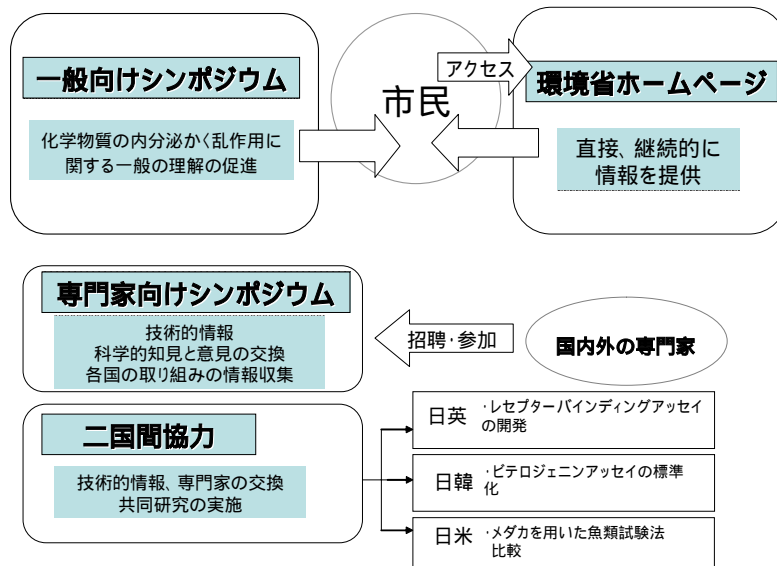 一般向けシンポジウム
化学物質の内分泌かく乱作用に
関する一般の理解の促進
市民
アクセス
環境省ホームページ
直接、継続的に
情報を提供
専門家向けシンポジウム
技術的情報
科学的知見と意見の交換
各国の取り組みの情報収集
招聘・参加
国内外の専門家
二国間協力
技術的情報、専門家の交換
共同研究の実施
日英 ・レセプターバインディングアッセイ
の開発
日韓 ・ビテロジェニンアッセイの標準
化
日米 ・メダカを用いた魚類試験法
比較